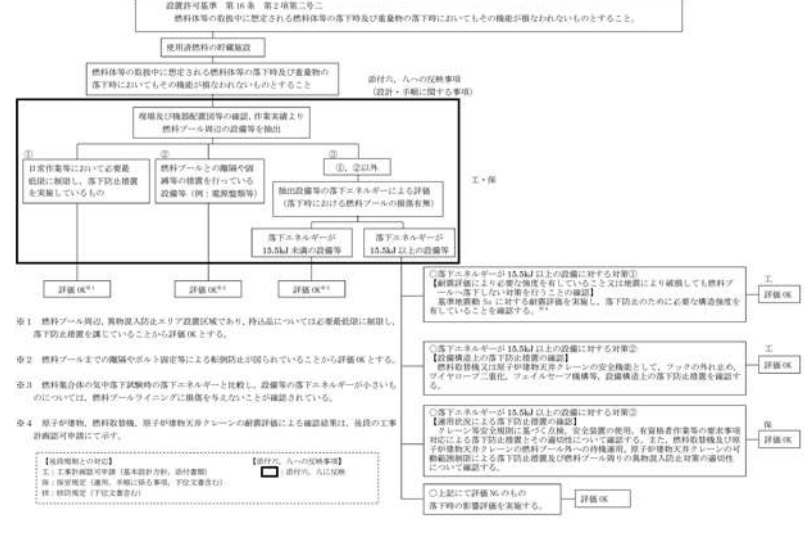 設置許可基準 第16条 第2項第二号ニ
燃料体等の取扱中に想定される燃料体等の落下時及び重量物の落下時においてもその機能が損なわれないものとすること。
使用済燃料の貯蔵施設
燃料体等の取扱中に想定される燃料体等の落下時及び重量物の
落下時においてもその機能が損なわれないものとすること
添付六、八への反映事項
(設計・手順に関する事項)
現場及び機器配置図等の確認、作業実績より
燃料プール周辺の設備等を抽出
①
日常作業等において必要最
低限に制限し、落下防止措置
を実施しているもの
②
燃料プールとの離隔や固
縛等の措置を行っている
設備等(例:電源盤類等)
③
①、②以外
抽出設備等の落下エネルギーによる評価
(落下時における燃料プールの損傷有無)
工・保
落下エネルギーが
15.5kJ 未満の設備等
落下エネルギーが
15.5kJ 以上の設備等
評価 OK※1
評価 OK※2
評価 OK※3
○落下エネルギーが 15.5kJ 以上の設備に対する対策①
【耐震評価により必要な強度を有していること又は地震により破損しても燃料プ
ールへ落下しない対策を行うことの確認】
基準地震動 Ss に対する耐震評価を実施し、落下防止のために必要な構造強度を
有していることを確認する。※4
工
評価 OK
○落下エネルギーが 15.5kJ 以上の設備に対する対策②
【設備構造上の落下防止措置の確認】
燃料取替機又は原子炉建物天井クレーンの安全機能として、フックの外れ止め、
ワイヤロープ二重化、フェイルセーフ機構等、設備構造上の落下防止措置を確認す
る。
工
評価 OK
○落下エネルギーが 15.5kJ 以上の設備に対する対策③
【運用状況による落下防止措置の確認】
クレーン等安全規則に基づく点検、安全装置の使用、有資格者作業等の要求事項
対応による落下防止措置とその適切性について確認する。また、燃料取替機及び原
子炉建物天井クレーンの燃料プール外への待機運用、原子炉建物天井クレーンの可
動範囲制限による落下防止措置及び燃料プール周りの異物混入防止対策の適切性
について確認する。
保
評価 OK
○上記にて評価 NG のもの
落下時の影響評価を実施する。
評価 OK
※1 燃料プール周辺、異物混入防止エリア設置区域であり、持込品については必要最低限に制限し、
落下防止措置を講じていることから評価 OK とする。
※2 燃料プールまでの離隔やボルト固定等による転倒防止が図られていることから評価 OK とする。
※3 燃料集合体の気中落下試験時の落下エネルギーと比較し、設備等の落下エネルギーが小さいも
のについては、燃料プールライニングに損傷を与えないことが確認されている。
※4 原子炉建物、燃料取替機、原子炉建物天井クレーンの耐震評価による確認結果は、後段の工事
計画認可申請にて示す。
【後段規制との対応】
工:工事計画認可申請(基本設計方針、添付書類)
保:保安規定(運用、手順に係る事項、下位文書含む)
核:核防規定(下位文書含む)
【添付六、八への反映事項】
:添付六、八に反映